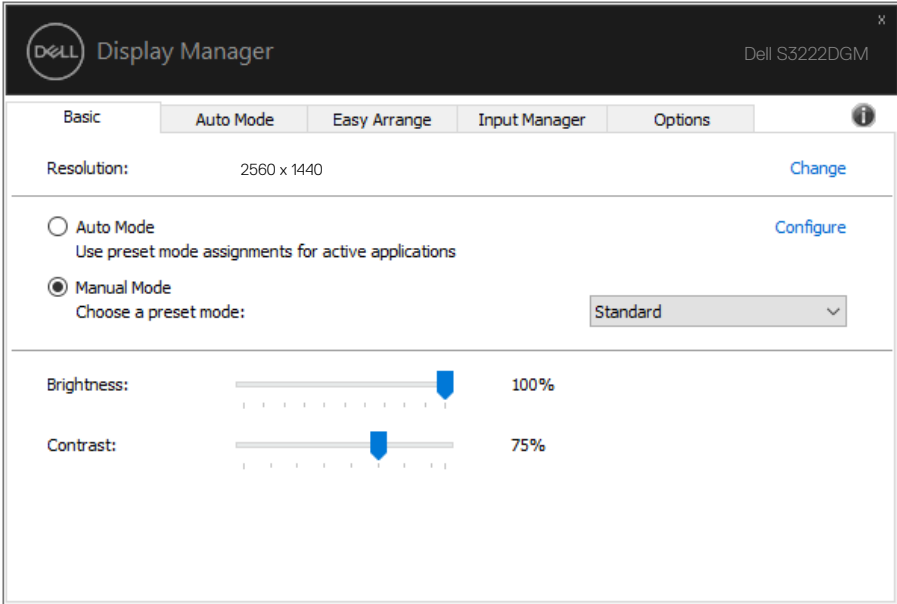 x
DELL Display Manager
Dell S3222DGM
Basic Auto Mode Easy Arrange Input Manager Options
Resolution: 2560 x 1440 Change
Auto Mode Configure
Use preset mode assignments for active applications
Manual Mode
Choose a preset mode: Standard
Brightness: 100%
Contrast: 75%